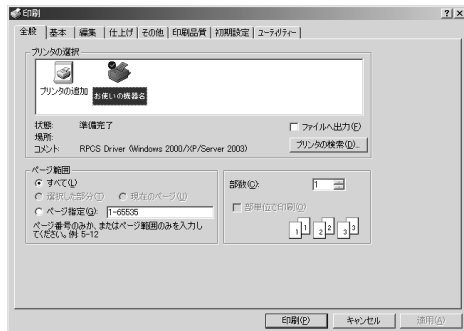 印刷
全般 基本 編集 仕上げ その他 印刷品質 初期設定 ユーティリティー
プリンタの選択
プリンタの追加 お使いの機器名
状態: 準備完了
場所:
コメント: RPCS Driver (Windows 2000/XP/Server 2003)
ファイルへ出力(F)
プリンタの検索(D)...
ページ範囲
すべて(L)
選択した部分(T) 現在のページ(U)
ページ指定(G): 1-65535
ページ番号のみか、またはページ範囲のみを入力し
てください。例: 5-12
部数(C): 1
部単位で印刷(O)
1 1 2 2 3 3
印刷(P) キャンセル 適用(A)